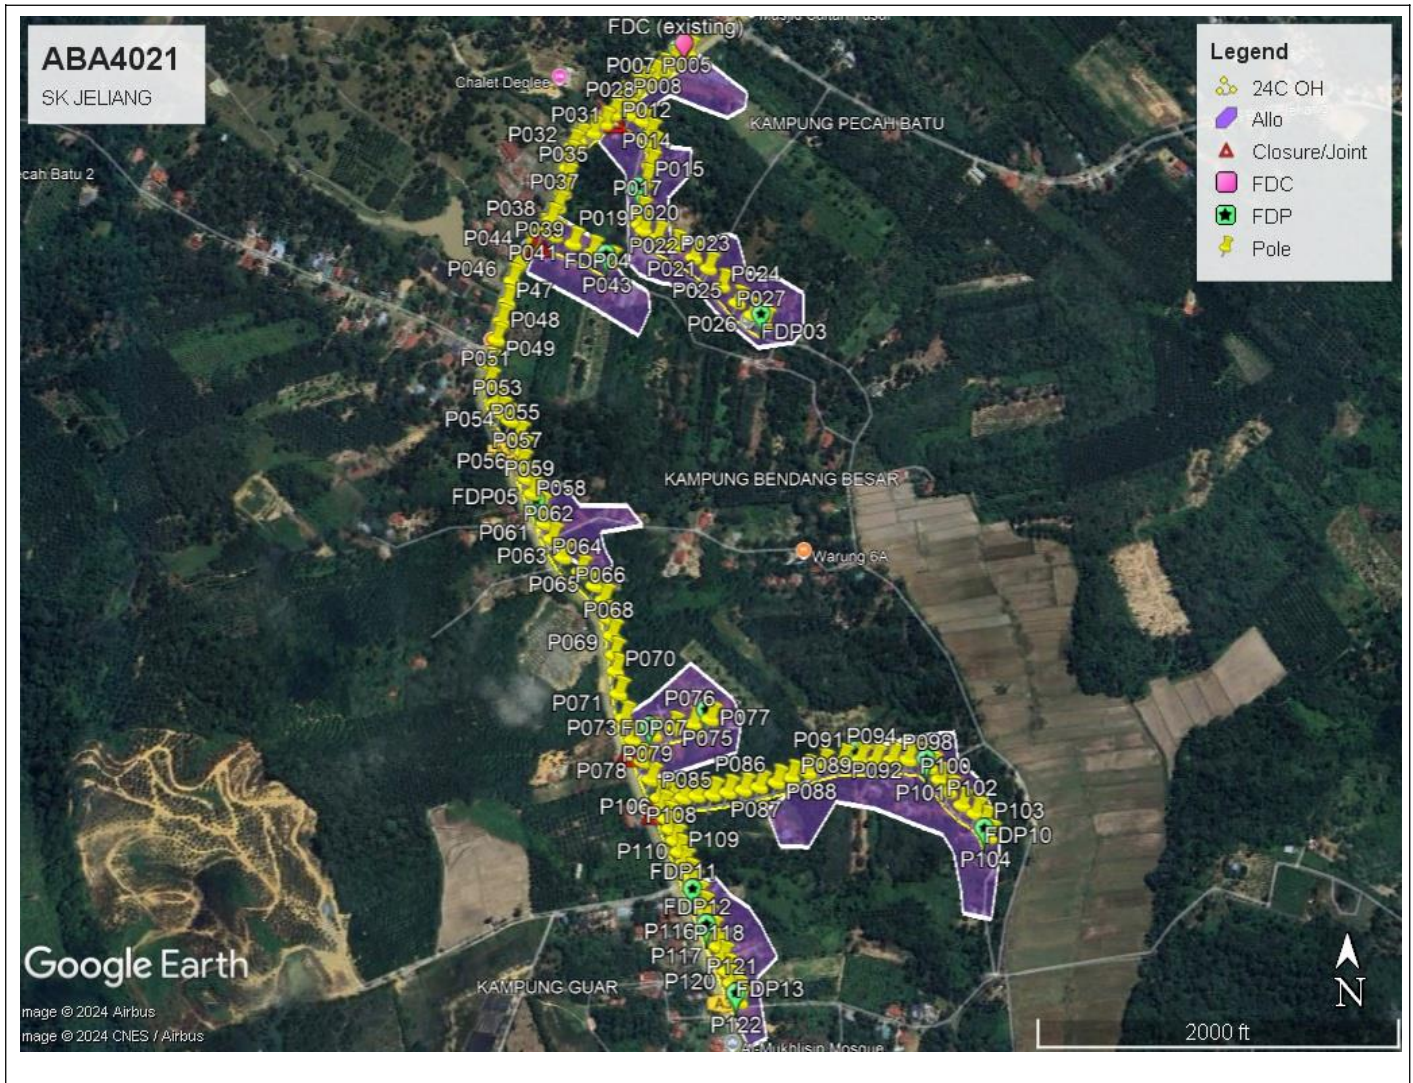 ABA4021
SK JELIANG
Legend
24C OH
Allo
Closure/Joint
FDC
FDP
Pole
FDC (existing)
P005
P007
Chalet Deqlee
P008
P028
P012
P031
KAMPUNG PECAH BATU
P032
P014
P035
P015
ecah Batu 2
P037
P017
P038
P019
P020
P039
P044
P022
P023
P041
FDP04
P046
P021
P024
P043
P025
P47
P027
P026
FDP03
P048
P049
P051
P053
P054
P055
P057
P056
P059
KAMPUNG BENDANG BESAR
P058
FDP05
P062
P061
P064
P063
Warung 6A
P066
P065
P068
P069
P070
P071
P076
P077
P073
FDP07
P075
P079
P078
P091
P094
P098
P086
P089
P092
P100
P085
P088
P101
P102
P106
P087
P108
P103
P109
FDP10
P110
P104
FDP11
FDP12
P116
P118
P117
P121
P120
FDP13
KAMPUNG GUAR
P122
Al-Mukhlisin Mosque
Google Earth
mage © 2024 Airbus
mage © 2024 CNES / Airbus
N
2000 ft